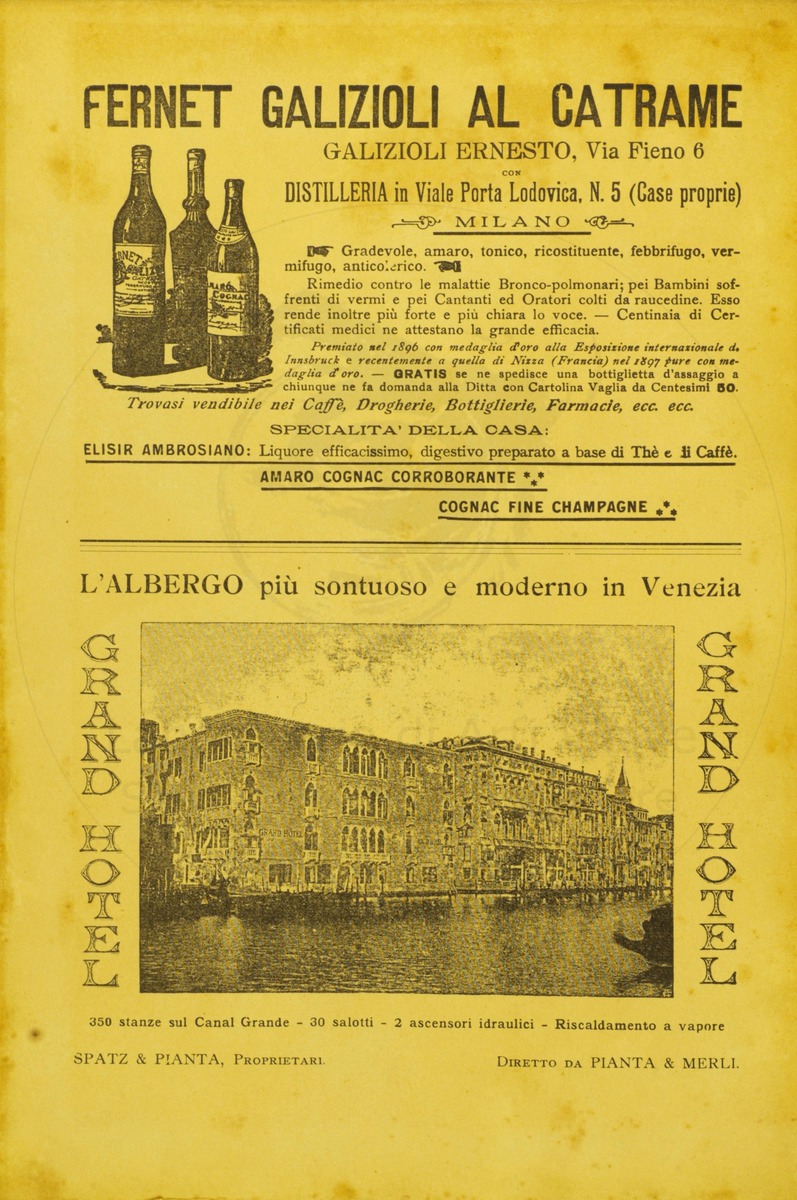 FERNET GALIZIOLI AL CATRAME
GALIZIOLI ERNESTO, Via Fieno 6
CON
DISTILLERIA in Viale Porta Lodovica, N. 5 (Case proprie)
MILANO
Gradevole, amaro, tonico, ricostituente, febbrifugo, ver-
mifugo, anticolerico.
Rimedio contro le malattie Bronco-polmonari; pei Bambini sof-
frenti di vermi e pei Cantanti ed Oratori colti da raucedine. Esso
rende inoltre più forte e più chiara lo voce. — Centinaia di Cer-
tificati medici ne attestano la grande efficacia.
Premiato nel 1896 con medaglia d'oro alla Esposizione internazionale d.
Innsbruck e recentemente a quella di Nizza (Francia) nel 1897 pure con me-
daglia d'oro. — GRATIS se ne spedisce una bottiglietta d'assaggio a
chiunque ne fa domanda alla Ditta con Cartolina Vaglia da Centesimi 80.
Trovasi vendibile nei Caffè, Drogherie, Bottiglierie, Farmacie, ecc. ecc.
SPECIALITA' DELLA CASA:
ELISIR AMBROSIANO: Liquore efficacissimo, digestivo preparato a base di Thè e di Caffè.
AMARO COGNAC CORROBORANTE ***
COGNAC FINE CHAMPAGNE ***
L'ALBERGO più sontuoso e moderno in Venezia
GRAND HOTEL
GRAND HOTEL
GRAND HOTEL
350 stanze sul Canal Grande - 30 salotti - 2 ascensori idraulici - Riscaldamento a vapore
SPATZ & PIANTA, PROPRIETARI.
DIRETTO DA PIANTA & MERLI.